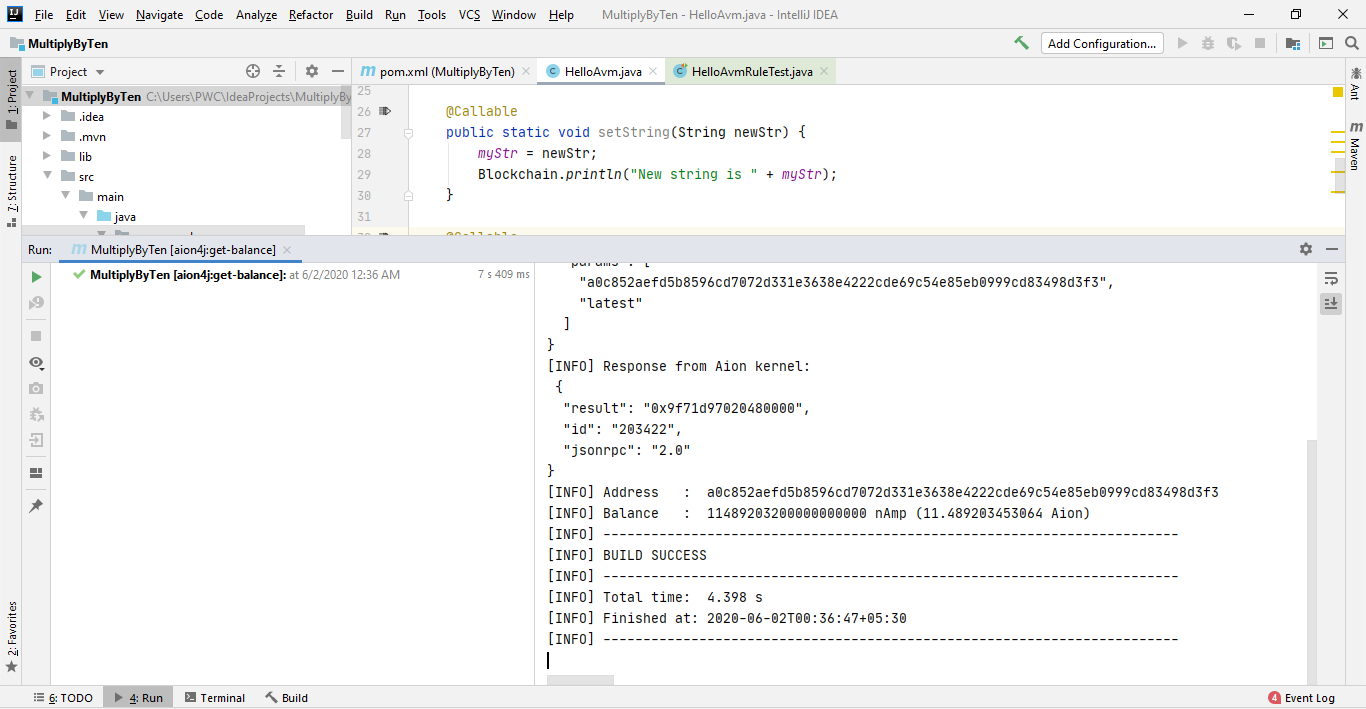 File Edit View Navigate Code Analyze Refactor Build Run Tools VCS Window Help MultiplyByTen - HelloAvm.java - IntelliJ IDEA
MultiplyByTen
Add Configuration...
1: Project
Project
pom.xml (MultiplyByTen)
HelloAvm.java
HelloAvmRuleTest.java
Ant
Maven
MultiplyByTen C:\Users\PWC\IdeaProjects\MultiplyBy
.idea
.mvn
lib
src
main
java
7: Structure
25
26 @Callable
27 public static void setString(String newStr) {
28 myStr = newStr;
29 Blockchain.println("New string is " + myStr);
30 }
31
@Callable
Run: MultiplyByTen [aion4j:get-balance]
MultiplyByTen [aion4j:get-balance]: at 6/2/2020 12:36 AM 7 s 409 ms
"params": [
"a0c852aefd5b8596cd7072d331e3638e4222cde69c54e85eb0999cd83498d3f3",
"latest"
]
}
[INFO] Response from Aion kernel:
{
"result": "0x9f71d97020480000",
"id": "203422",
"jsonrpc": "2.0"
}
[INFO] Address : a0c852aefd5b8596cd7072d331e3638e4222cde69c54e85eb0999cd83498d3f3
[INFO] Balance : 11489203200000000000 nAmp (11.489203453064 Aion)
[INFO] ------------------------------------------------------------------------
[INFO] BUILD SUCCESS
[INFO] ------------------------------------------------------------------------
[INFO] Total time: 4.398 s
[INFO] Finished at: 2020-06-02T00:36:47+05:30
[INFO] ------------------------------------------------------------------------
2: Favorites
6: TODO
4: Run
Terminal
Build
4 Event Log